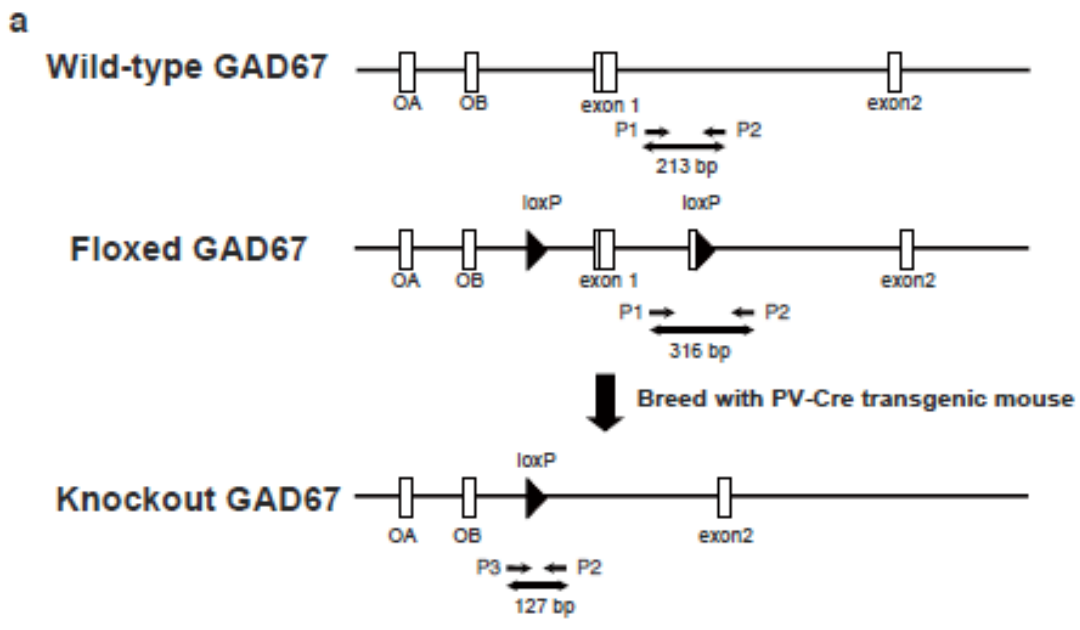 a
Wild-type GAD67
OA OB exon 1 exon2
P1 P2
213 bp
loxP loxP
Floxed GAD67
OA OB exon 1 exon2
P1 P2
316 bp
Breed with PV-Cre transgenic mouse
loxP
Knockout GAD67
OA OB exon2
P3 P2
127 bp